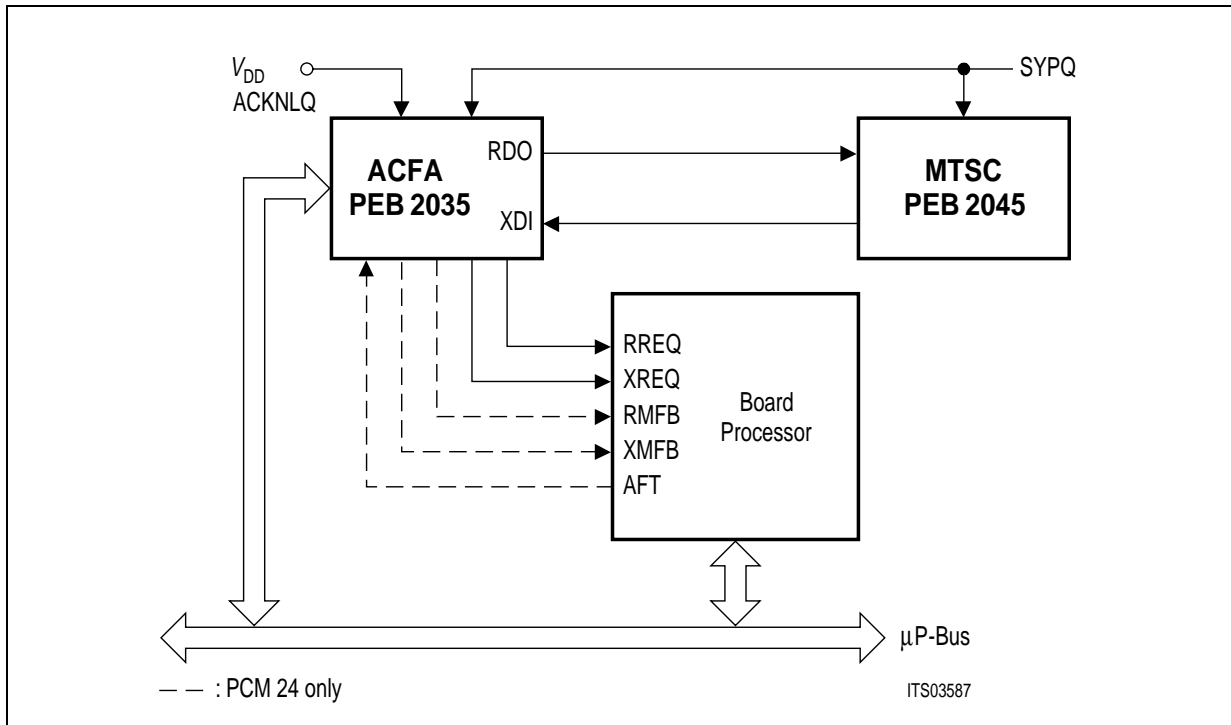 VDD
ACKNLQ
SYPQ
RDO
ACFA
PEB 2035
XDI
MTSC
PEB 2045
RREQ
XREQ
RMFB
XMFB
AFT
Board
Processor
µP-Bus
: PCM 24 only
ITS03587